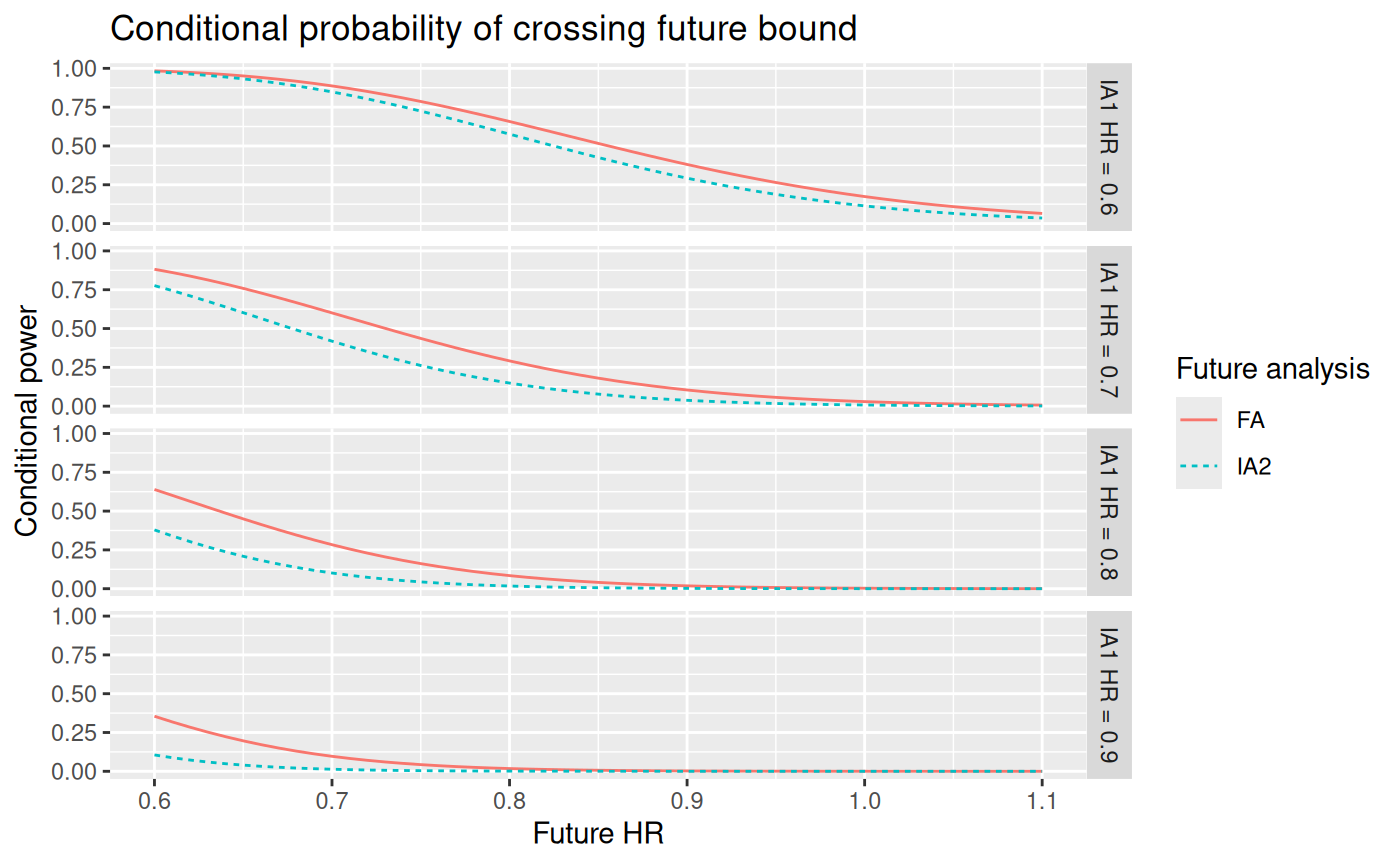 Conditional probability of crossing future bound
Conditional power
1.00
0.75
0.50
0.25
0.00
IA1 HR = 0.6
1.00
0.75
0.50
0.25
0.00
IA1 HR = 0.7
1.00
0.75
0.50
0.25
0.00
IA1 HR = 0.8
1.00
0.75
0.50
0.25
0.00
IA1 HR = 0.9
0.6 0.7 0.8 0.9 1.0 1.1
Future HR
Future analysis
FA
IA2